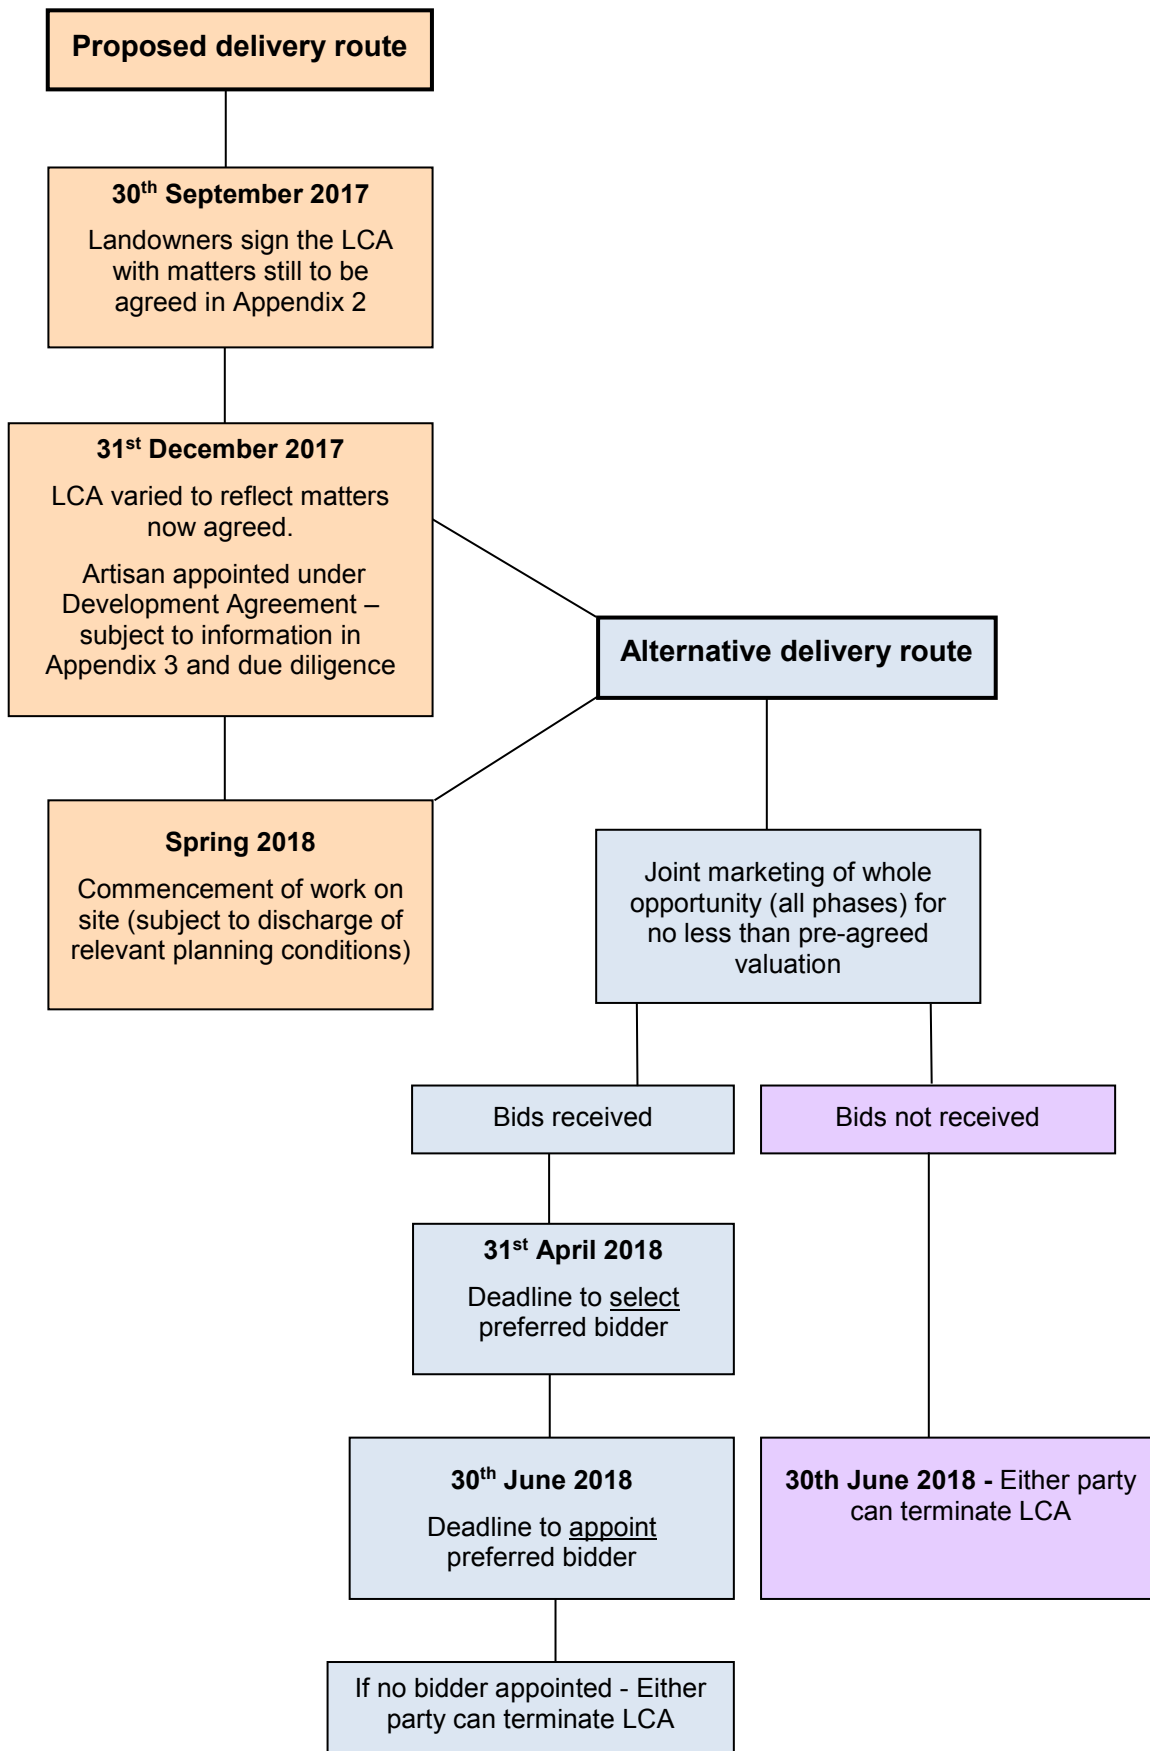 Proposed delivery route
30th September 2017
Landowners sign the LCA
with matters still to be
agreed in Appendix 2
31st December 2017
LCA varied to reflect matters
now agreed.
Artisan appointed under
Development Agreement –
subject to information in
Appendix 3 and due diligence
Alternative delivery route
Spring 2018
Commencement of work on
site (subject to discharge of
relevant planning conditions)
Joint marketing of whole
opportunity (all phases) for
no less than pre-agreed
valuation
Bids received
Bids not received
31st April 2018
Deadline to select
preferred bidder
30th June 2018
Deadline to appoint
preferred bidder
30th June 2018 - Either party
can terminate LCA
If no bidder appointed - Either
party can terminate LCA